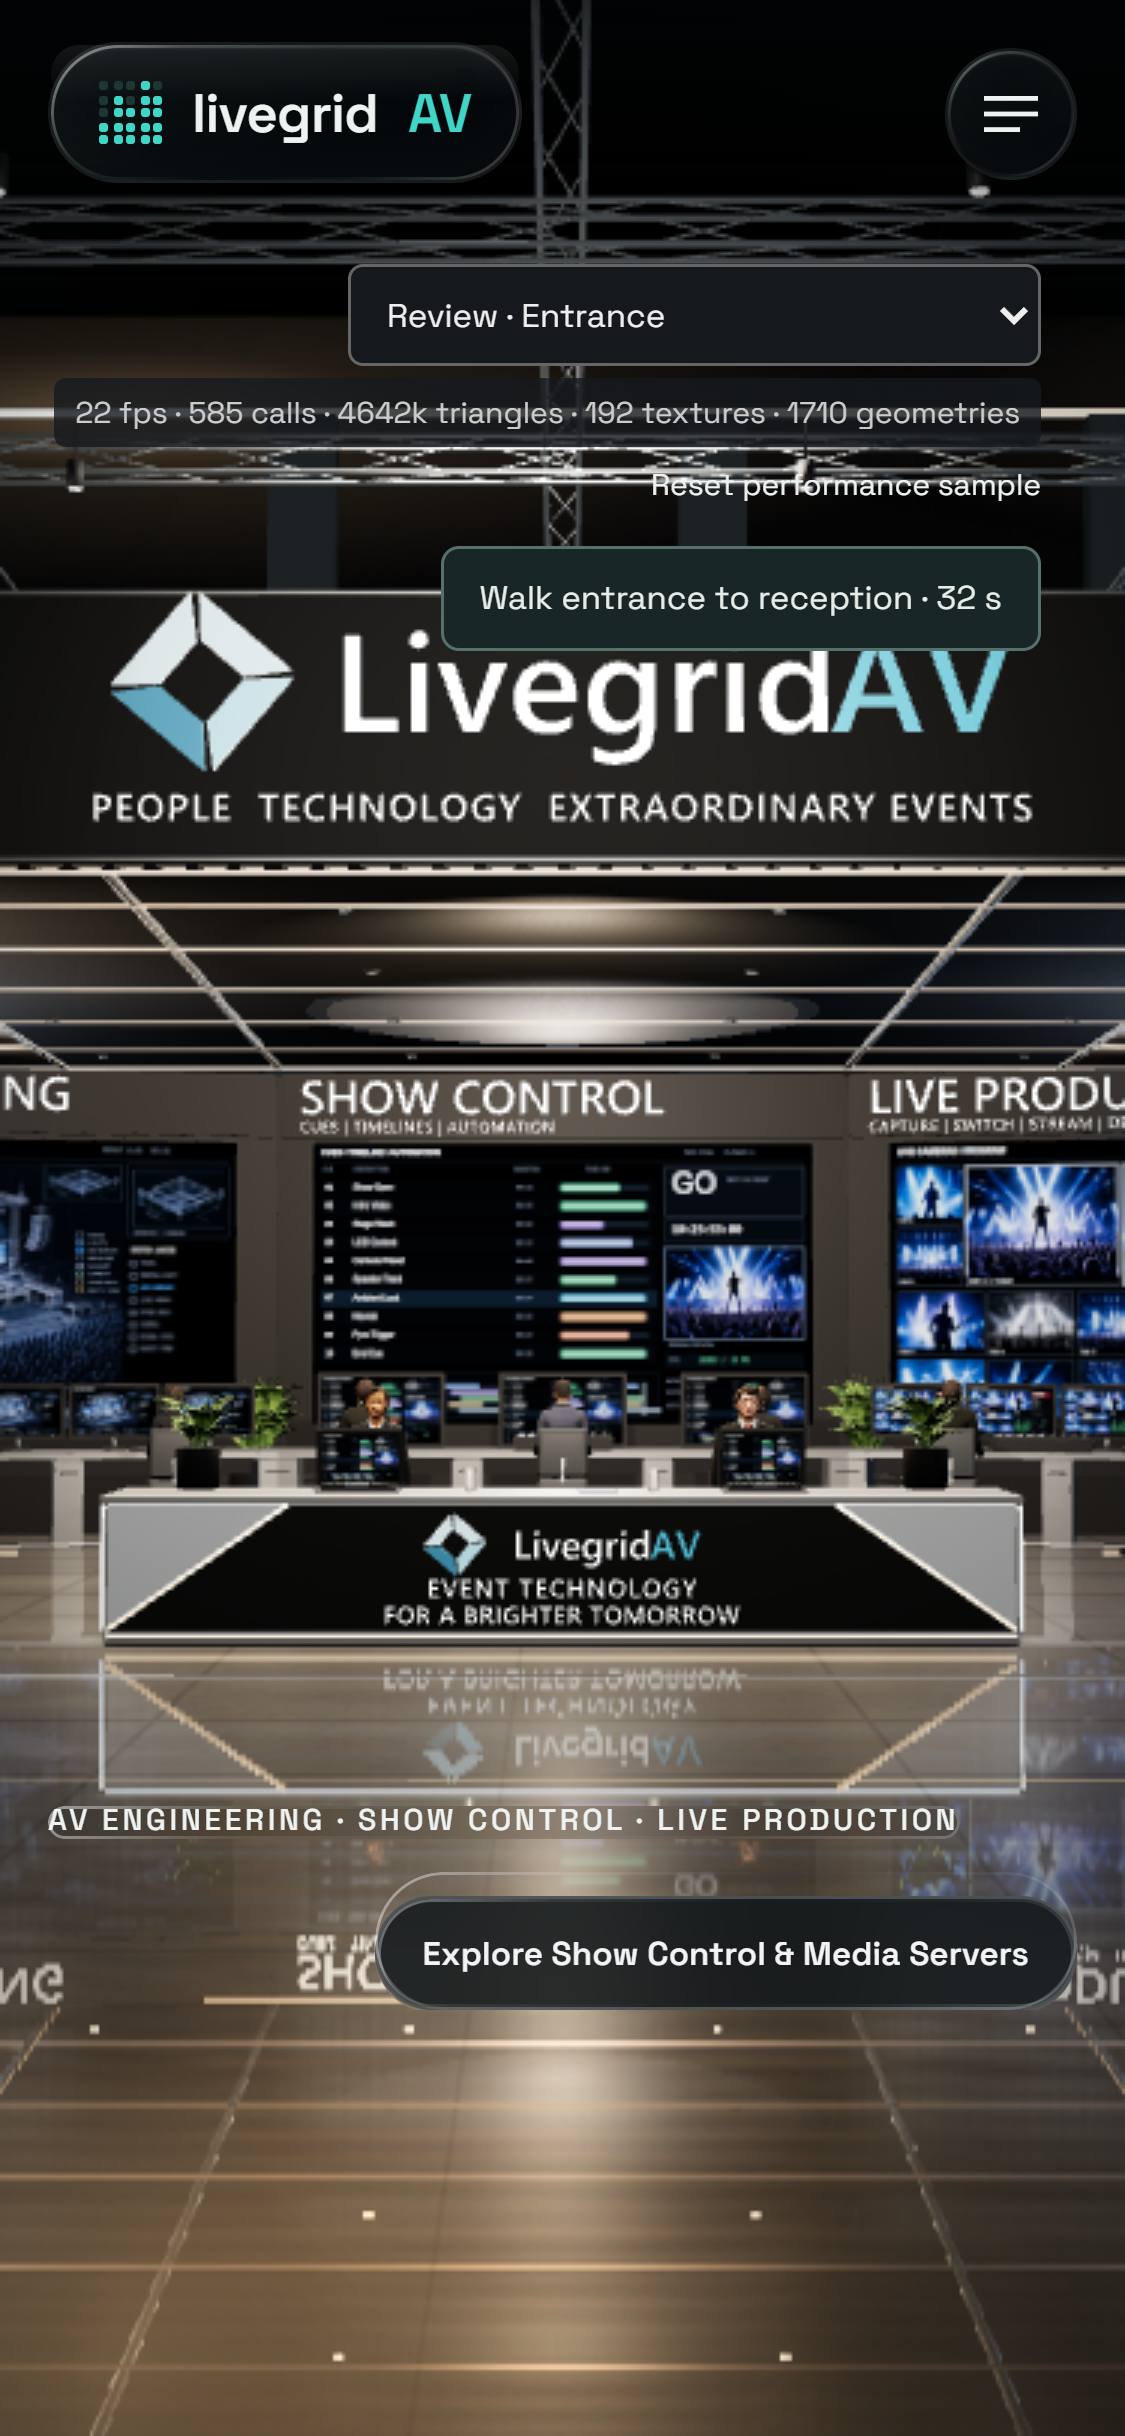 livegrid AV
Review · Entrance
22 fps · 585 calls · 4642k triangles · 192 textures · 1710 geometries
Reset performance sample
Walk entrance to reception · 32 s
LivegridAV
PEOPLE TECHNOLOGY EXTRAORDINARY EVENTS
NG
SHOW CONTROL
CUES | TIMELINES | AUTOMATION
LIVE PRODU
CAPTURE | SWITCH | STREAM | DE
GO
LivegridAV
EVENT TECHNOLOGY
FOR A BRIGHTER TOMORROW
AV ENGINEERING · SHOW CONTROL · LIVE PRODUCTION
Explore Show Control & Media Servers